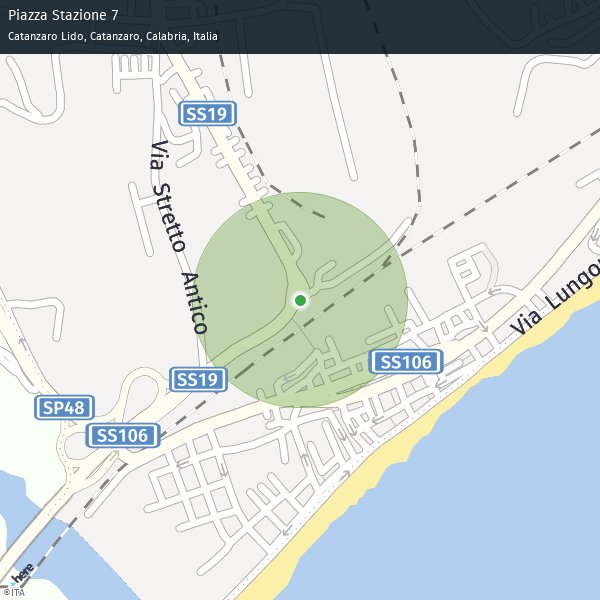 Piazza Stazione 7
Catanzaro Lido, Catanzaro, Calabria, Italia
SS19
Via Stretto Antico
Via Lungo
SS106
SS19
SP48
SS106
here
©ITA